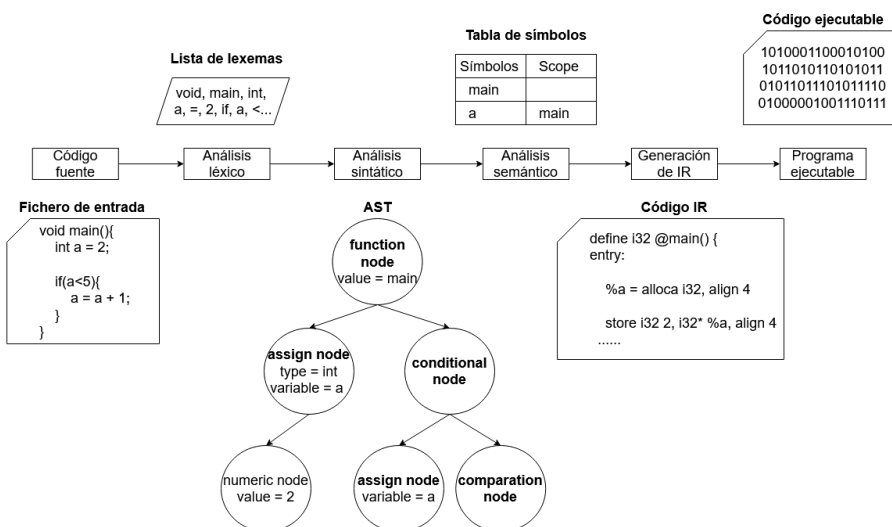 Código ejecutable
1010001100010100
1011010110101011
01011011101011110
01000001001110111
Tabla de símbolos
Símbolos Scope
main
a main
Lista de lexemas
void, main, int,
a, =, 2, if, a, <...
Código
fuente
Análisis
léxico
Análisis
sintático
Análisis
semántico
Generación
de IR
Programa
ejecutable
Fichero de entrada
void main(){
int a = 2;
if(a<5){
a = a + 1;
}
}
AST
function
node
value = main
assign node
type = int
variable = a
conditional
node
numeric node
value = 2
assign node
variable = a
comparation
node
Código IR
define i32 @main() {
entry:
%a = alloca i32, align 4
store i32 2, i32* %a, align 4
......